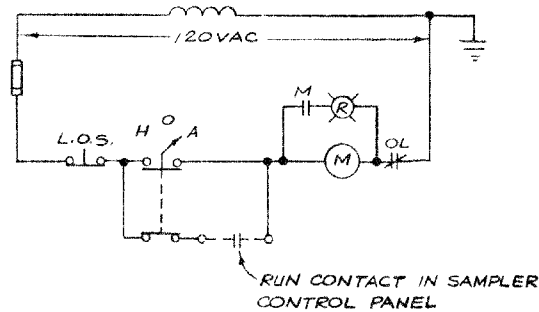 120VAC
M
R
L.O.S.
H O A
M
OL
RUN CONTACT IN SAMPLER
CONTROL PANEL